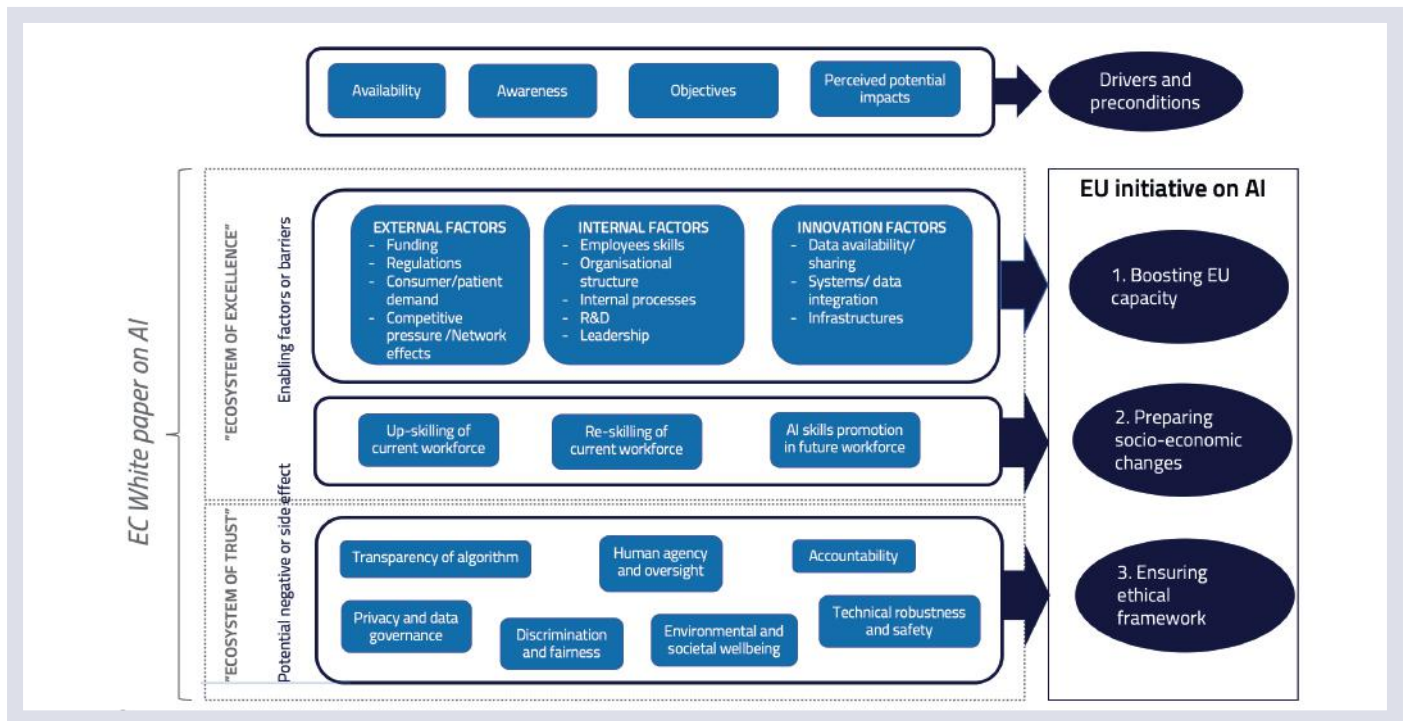 Availability
Awareness
Objectives
Perceived potential
impacts
Drivers and
preconditions
EC White paper on AI
"ECOSYSTEM OF EXCELLENCE"
Enabling factors or barriers
EXTERNAL FACTORS
- Funding
- Regulations
- Consumer/patient
demand
- Competitive
pressure /Network
effects
INTERNAL FACTORS
- Employees skills
- Organisational
structure
- Internal processes
- R&D
- Leadership
INNOVATION FACTORS
- Data availability/
sharing
- Systems/ data
integration
- Infrastructures
EU initiative on AI
1. Boosting EU
capacity
Up-skilling of
current workforce
Re-skilling of
current workforce
AI skills promotion
in future workforce
2. Preparing
socio-economic
changes
"ECOSYSTEM OF TRUST"
Potential negative or side effect
Transparency of algorithm
Human agency
and oversight
Accountability
Privacy and data
governance
Discrimination
and fairness
Environmental and
societal wellbeing
Technical robustness
and safety
3. Ensuring
ethical
framework